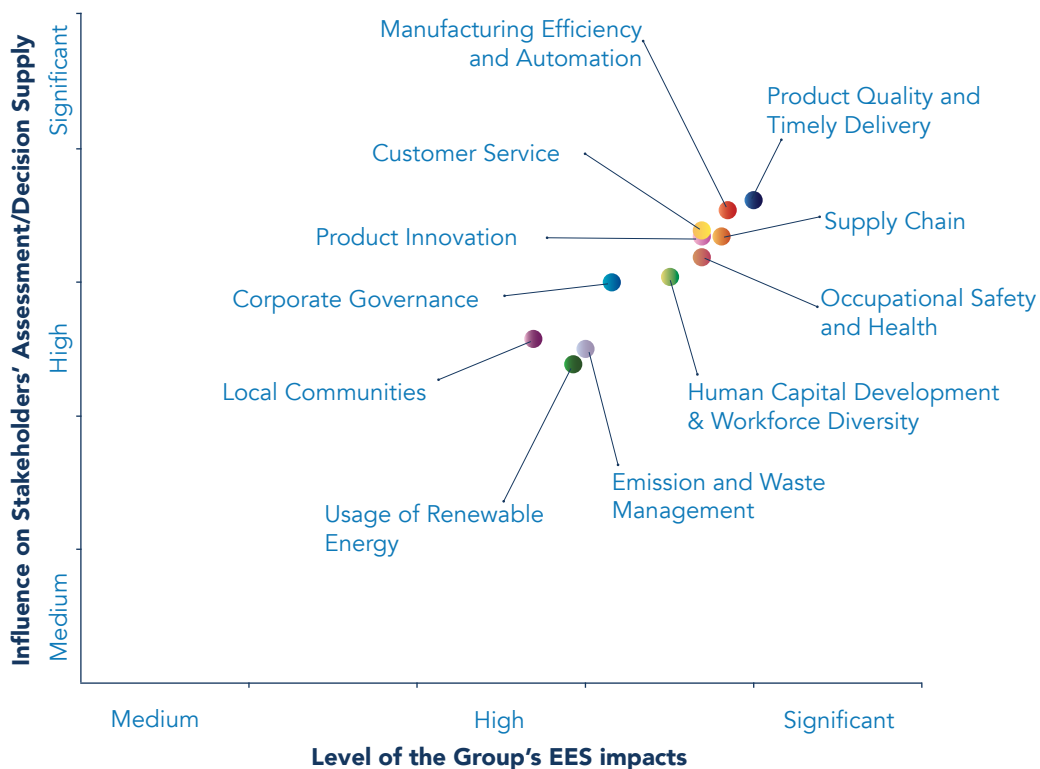 Manufacturing Efficiency
and Automation
Product Quality and
Timely Delivery
Customer Service
Supply Chain
Product Innovation
Corporate Governance
Occupational Safety
and Health
Local Communities
Human Capital Development
& Workforce Diversity
Emission and Waste
Management
Usage of Renewable
Energy
Influence on Stakeholders’ Assessment/Decision Supply
Significant
High
Medium
Medium
High
Significant
Level of the Group’s EES impacts